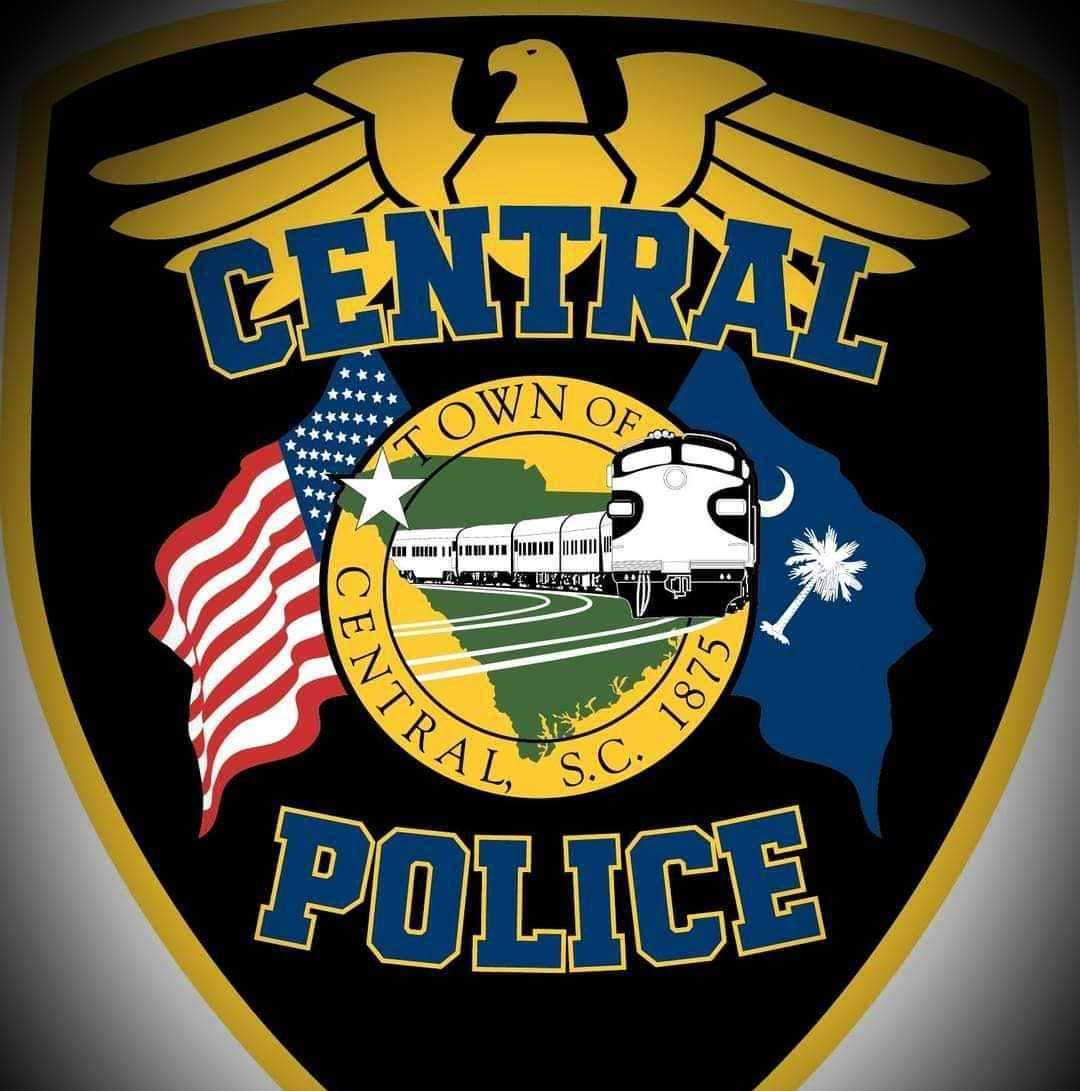 CENTRAL
TOWN OF
CENTRAL, S.C. 1875
POLICE